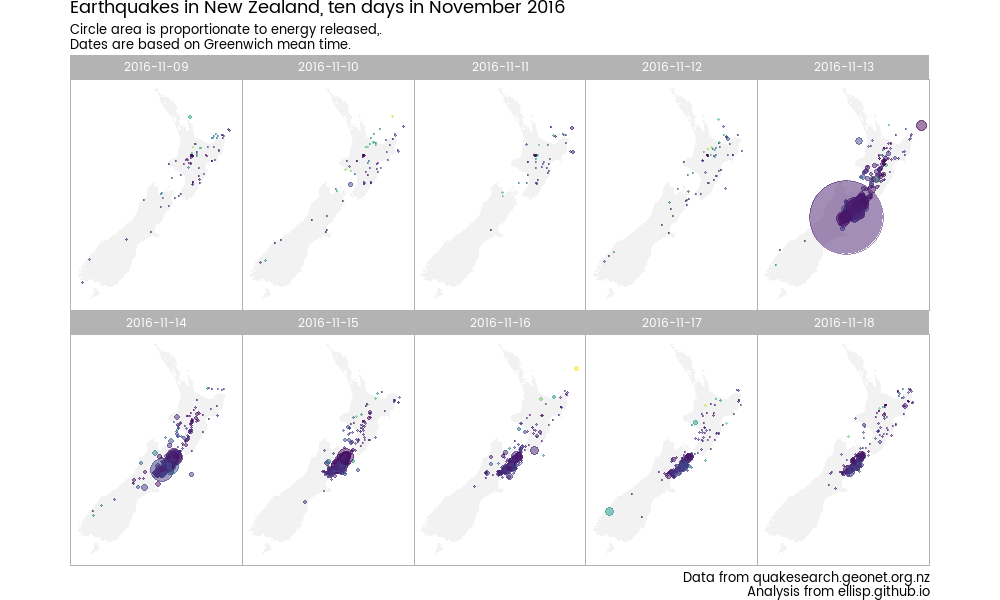 Earthquakes in New Zealand, ten days in November 2016
Circle area is proportionate to energy released,.
Dates are based on Greenwich mean time.
2016-11-09
2016-11-10
2016-11-11
2016-11-12
2016-11-13
2016-11-14
2016-11-15
2016-11-16
2016-11-17
2016-11-18
Data from quakesearch.geonet.org.nz
Analysis from ellisp.github.io